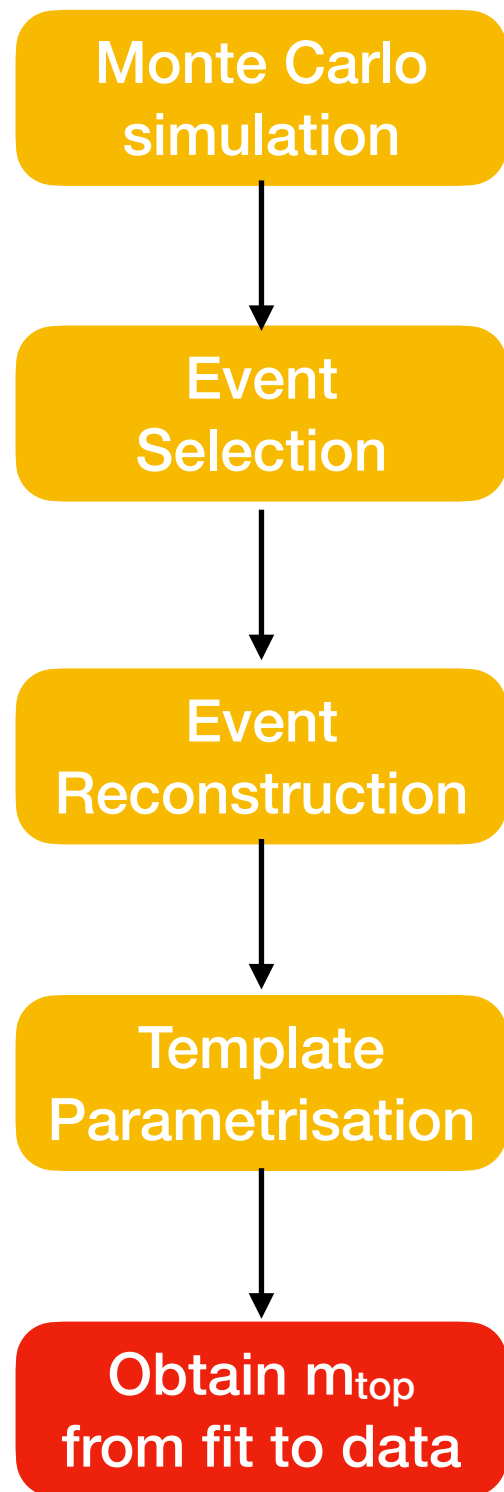 Monte Carlo
simulation
Event
Selection
Event
Reconstruction
Template
Parametrisation
Obtain mtop
from fit to data